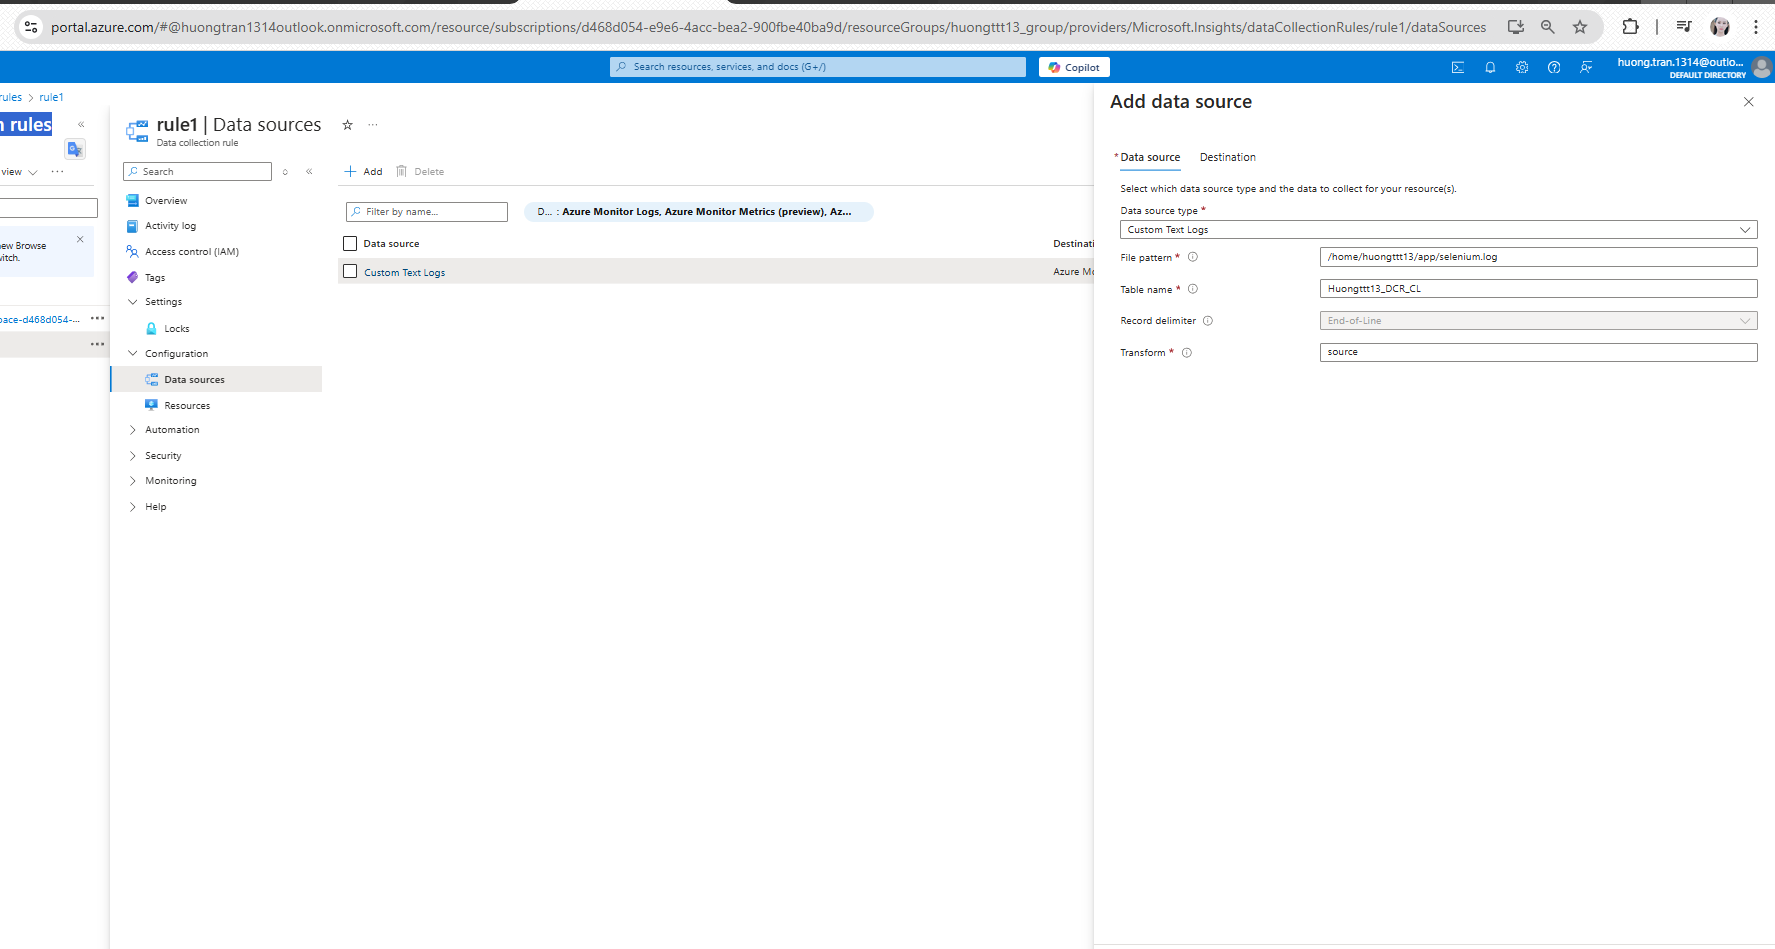 portal.azure.com/#@huongtran1314outlook.onmicrosoft.com/resource/subscriptions/d468d054-e9e6-4acc-bea2-900fbe40ba9d/resourceGroups/huongttt13_group/providers/Microsoft.Insights/dataCollectionRules/rule1/dataSources
Search resources, services, and docs (G+/)
Copilot
huong.tran.1314@outlo...
DEFAULT DIRECTORY
rules > rule1
n rules
view
ew Browse
itch.
pace-d468d054-...
rule1 | Data sources
Data collection rule
Search
Overview
Activity log
Access control (IAM)
Tags
Settings
Locks
Configuration
Data sources
Resources
Automation
Security
Monitoring
Help
Add
Delete
Filter by name...
D... : Azure Monitor Logs, Azure Monitor Metrics (preview), Az...
Data source
Destinati
Custom Text Logs
Azure Mo
Add data source
* Data source
Destination
Select which data source type and the data to collect for your resource(s).
Data source type *
Custom Text Logs
File pattern *
/home/huongttt13/app/selenium.log
Table name *
Huongttt13_DCR_CL
Record delimiter
End-of-Line
Transform *
source